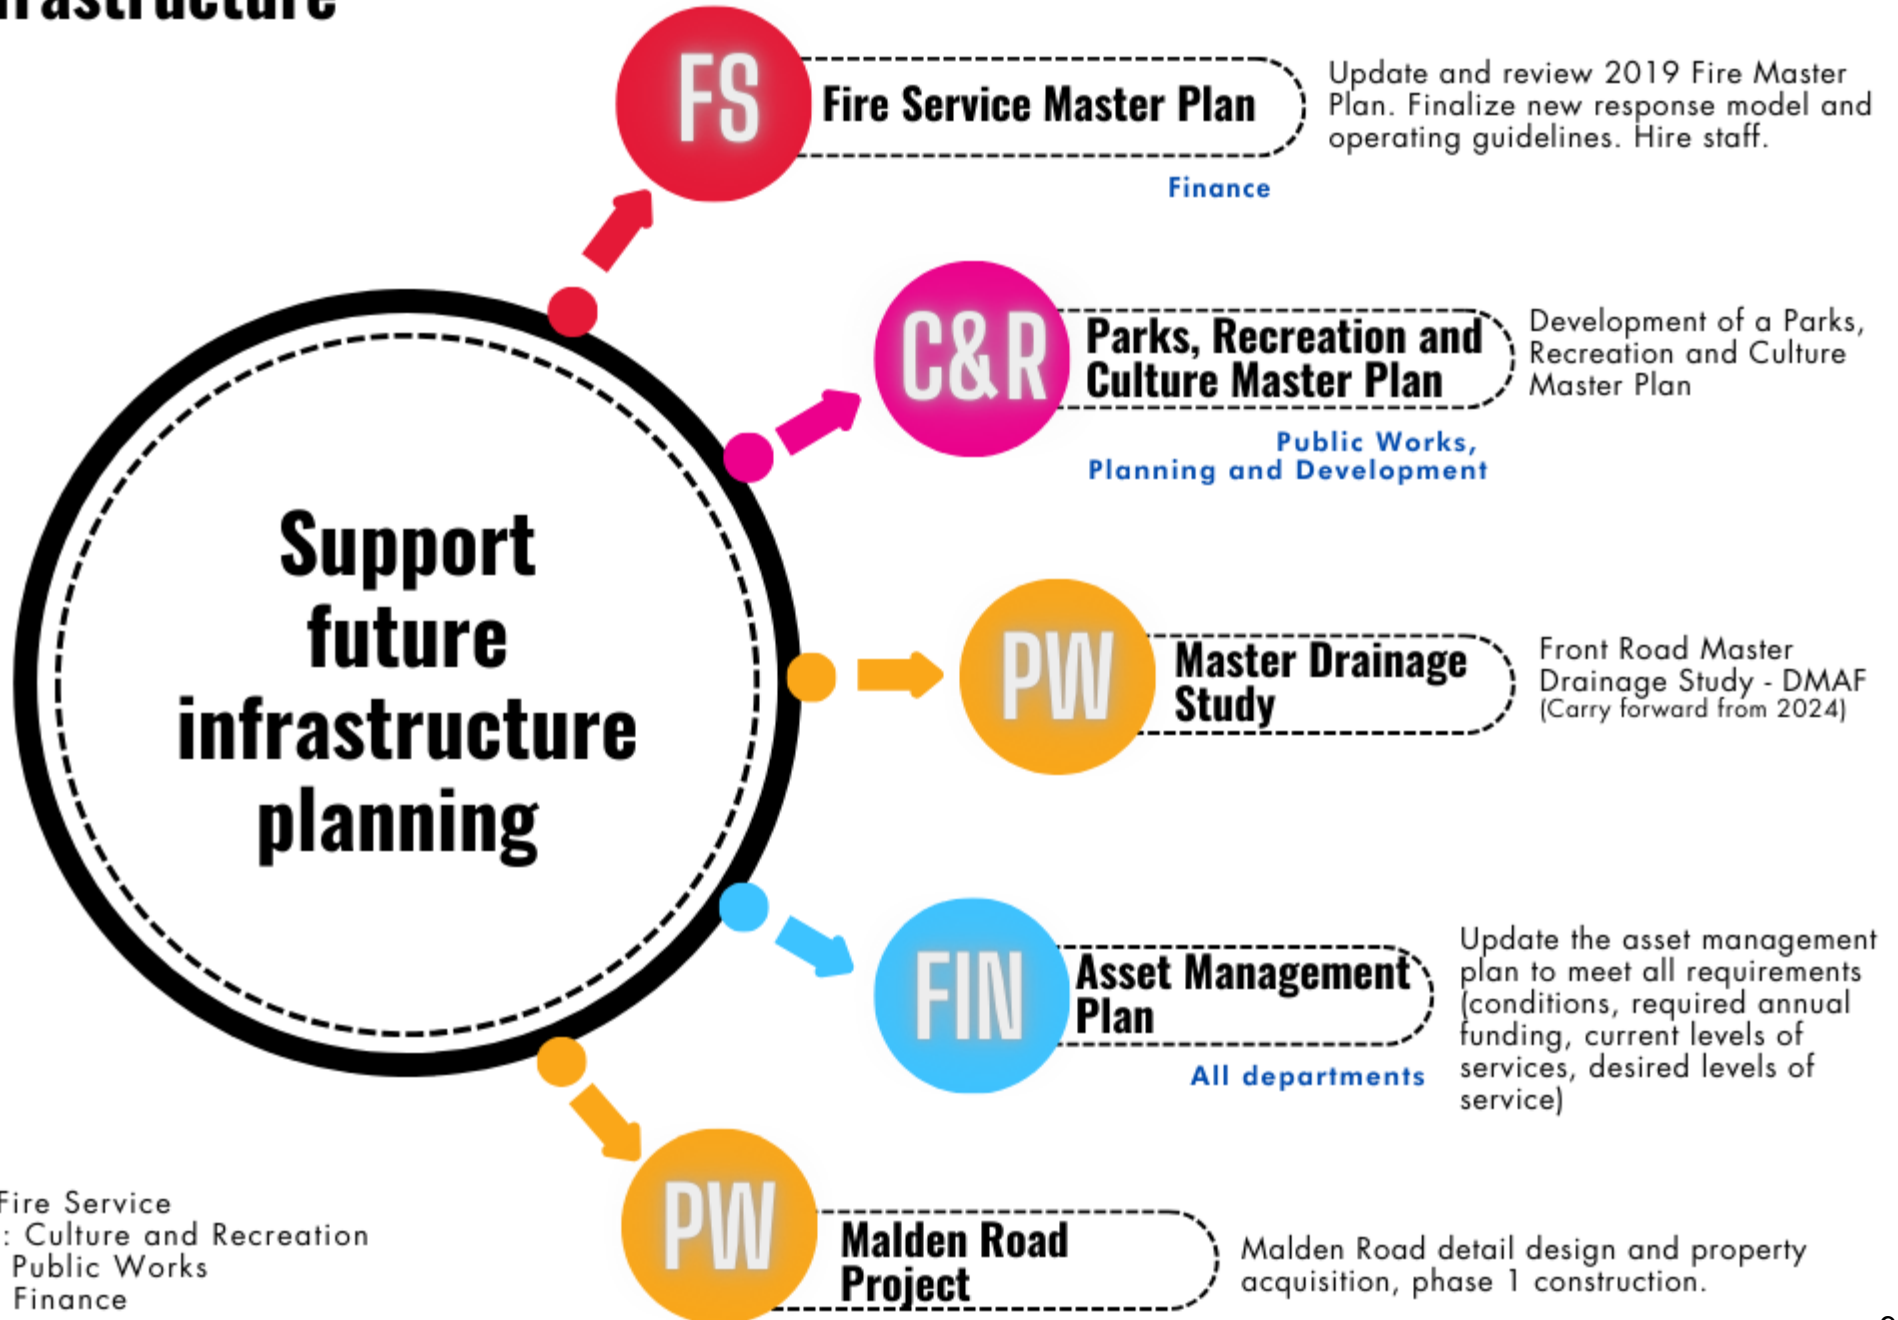 FS
Fire Service Master Plan
Update and review 2019 Fire Master
Plan. Finalize new response model and
operating guidelines. Hire staff.
Finance
C&R
Parks, Recreation and
Culture Master Plan
Development of a Parks,
Recreation and Culture
Master Plan
Public Works,
Planning and Development
Support
future
infrastructure
planning
PW
Master Drainage
Study
Front Road Master
Drainage Study - DMAF
(Carry forward from 2024)
FIN
Asset Management
Plan
Update the asset management
plan to meet all requirements
(conditions, required annual
funding, current levels of
services, desired levels of
service)
All departments
PW
Malden Road
Project
Malden Road detail design and property
acquisition, phase 1 construction.
Fire Service
: Culture and Recreation
Public Works
Finance